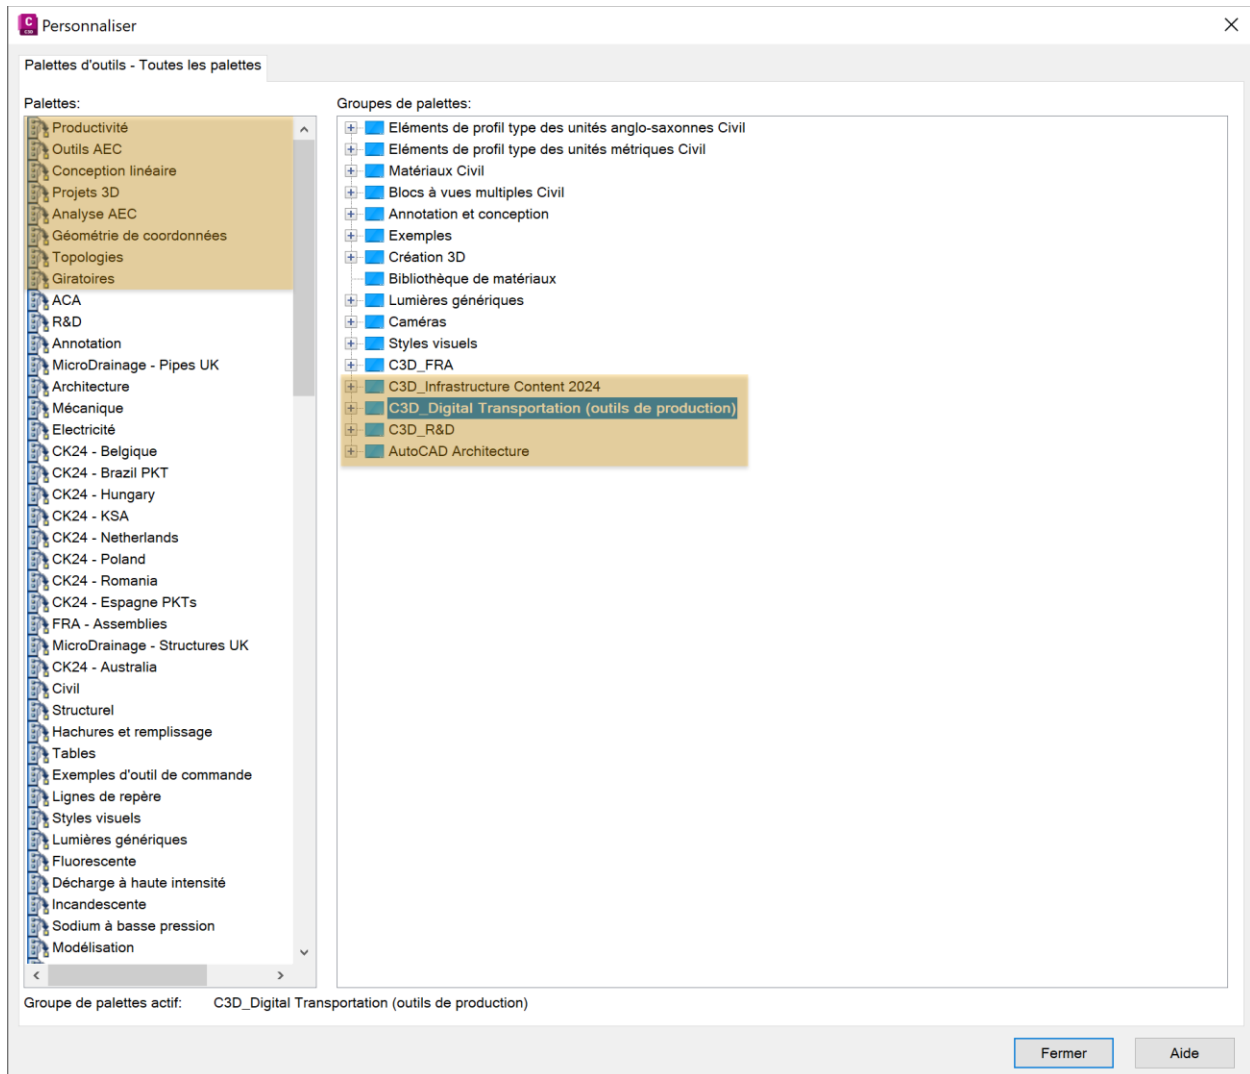 Personnaliser
Palettes d'outils - Toutes les palettes
Palettes:
Productivité
Outils AEC
Conception linéaire
Projets 3D
Analyse AEC
Géométrie de coordonnées
Topologies
Giratoires
ACA
R&D
Annotation
MicroDrainage - Pipes UK
Architecture
Mécanique
Electricité
CK24 - Belgique
CK24 - Brazil PKT
CK24 - Hungary
CK24 - KSA
CK24 - Netherlands
CK24 - Poland
CK24 - Romania
CK24 - Espagne PKTs
FRA - Assemblies
MicroDrainage - Structures UK
CK24 - Australia
Civil
Structurel
Hachures et remplissage
Tables
Exemples d'outil de commande
Lignes de repère
Styles visuels
Lumières génériques
Fluorescente
Décharge à haute intensité
Incandescente
Sodium à basse pression
Modélisation
Groupes de palettes:
Eléments de profil type des unités anglo-saxonnes Civil
Eléments de profil type des unités métriques Civil
Matériaux Civil
Blocs à vues multiples Civil
Annotation et conception
Exemples
Création 3D
Bibliothèque de matériaux
Lumières génériques
Caméras
Styles visuels
C3D_FRA
C3D_Infrastructure Content 2024
C3D_Digital Transportation (outils de production)
C3D_R&D
AutoCAD Architecture
Groupe de palettes actif: C3D_Digital Transportation (outils de production)
Fermer
Aide